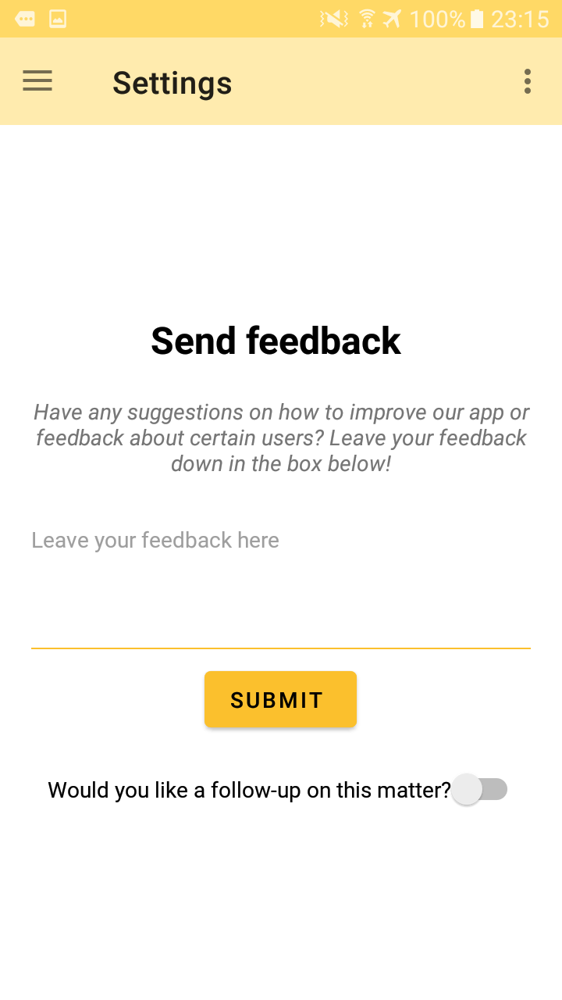 100% 23:15
Settings
Send feedback
Have any suggestions on how to improve our app or
feedback about certain users? Leave your feedback
down in the box below!
Leave your feedback here
SUBMIT
Would you like a follow-up on this matter?